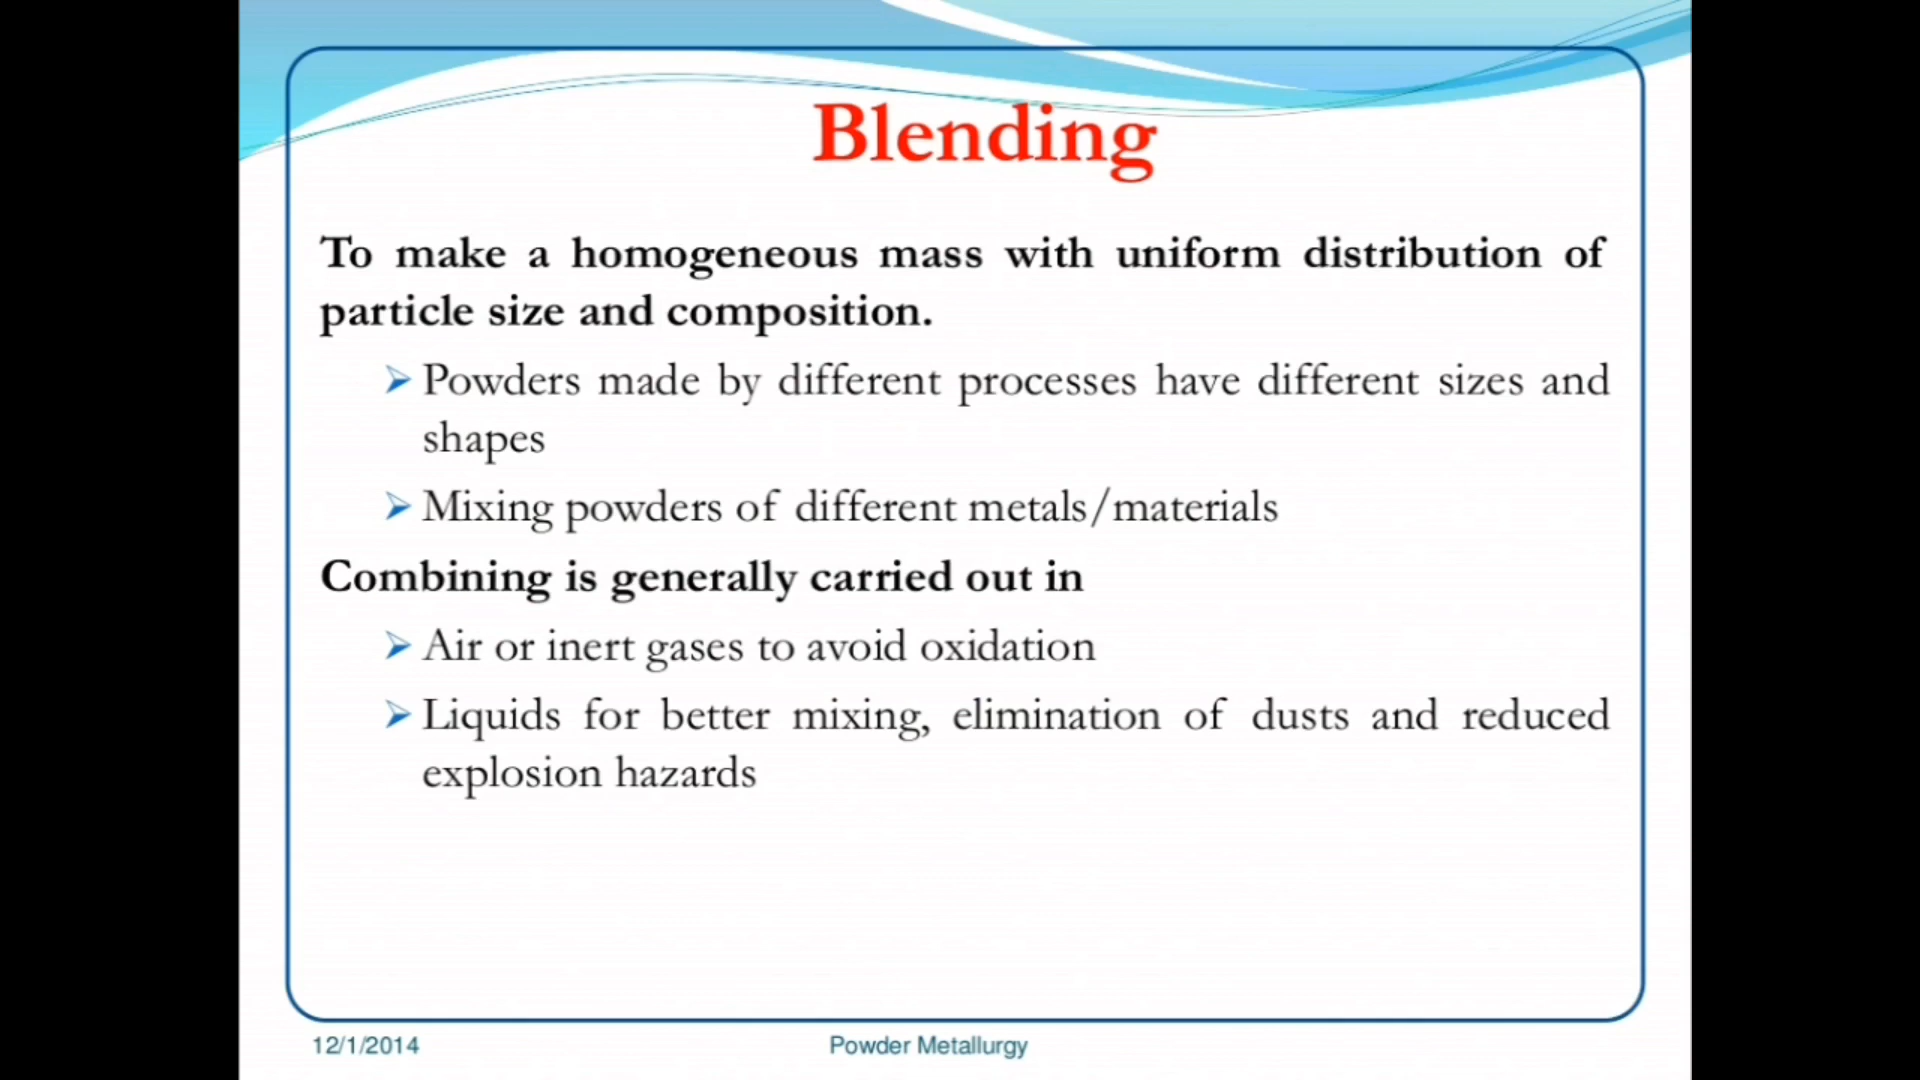 Blending
To make a homogeneous mass with uniform distribution of
particle size and composition.
Powders made by different processes have different sizes and
shapes
Mixing powders of different metals/materials
Combining is generally carried out in
Air or inert gases to avoid oxidation
Liquids for better mixing, elimination of dusts and reduced
explosion hazards
12/1/2014
Powder Metallurgy